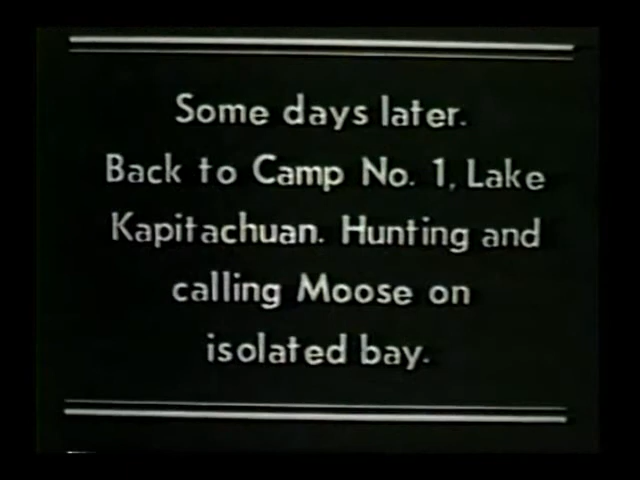 Some days later.
Back to Camp No. 1, Lake
Kapitachuan. Hunting and
calling Moose on
isolated bay.